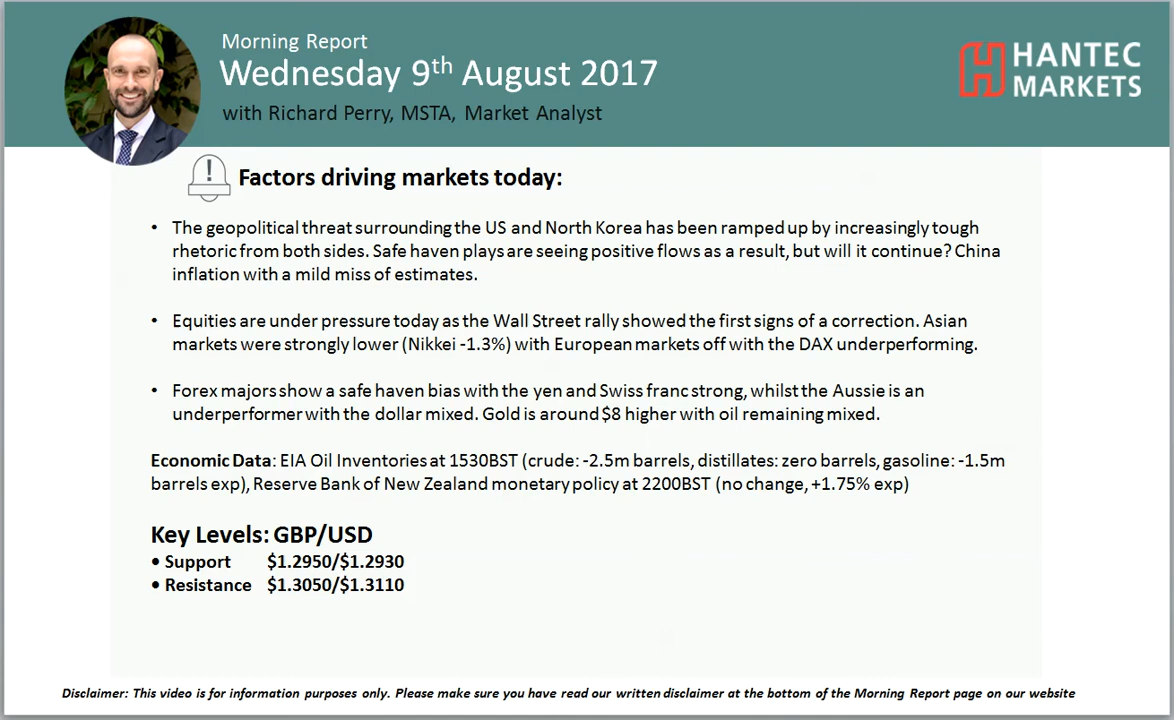 Morning Report
Wednesday 9th August 2017
with Richard Perry, MSTA, Market Analyst
HANTEC
MARKETS
! Factors driving markets today:
• The geopolitical threat surrounding the US and North Korea has been ramped up by increasingly tough
rhetoric from both sides. Safe haven plays are seeing positive flows as a result, but will it continue? China
inflation with a mild miss of estimates.
• Equities are under pressure today as the Wall Street rally showed the first signs of a correction. Asian
markets were strongly lower (Nikkei -1.3%) with European markets off with the DAX underperforming.
• Forex majors show a safe haven bias with the yen and Swiss franc strong, whilst the Aussie is an
underperformer with the dollar mixed. Gold is around $8 higher with oil remaining mixed.
Economic Data: EIA Oil Inventories at 1530BST (crude: -2.5m barrels, distillates: zero barrels, gasoline: -1.5m
barrels exp), Reserve Bank of New Zealand monetary policy at 2200BST (no change, +1.75% exp)
Key Levels: GBP/USD
• Support $1.2950/$1.2930
• Resistance $1.3050/$1.3110
Disclaimer: This video is for information purposes only. Please make sure you have read our written disclaimer at the bottom of the Morning Report page on our website